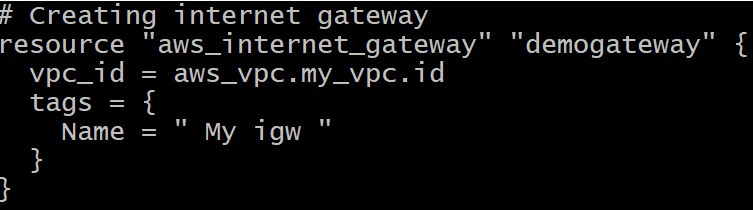 # Creating internet gateway
resource "aws_internet_gateway" "demogateway" {
  vpc_id = aws_vpc.my_vpc.id
  tags = {
    Name = " My igw "
  }
}